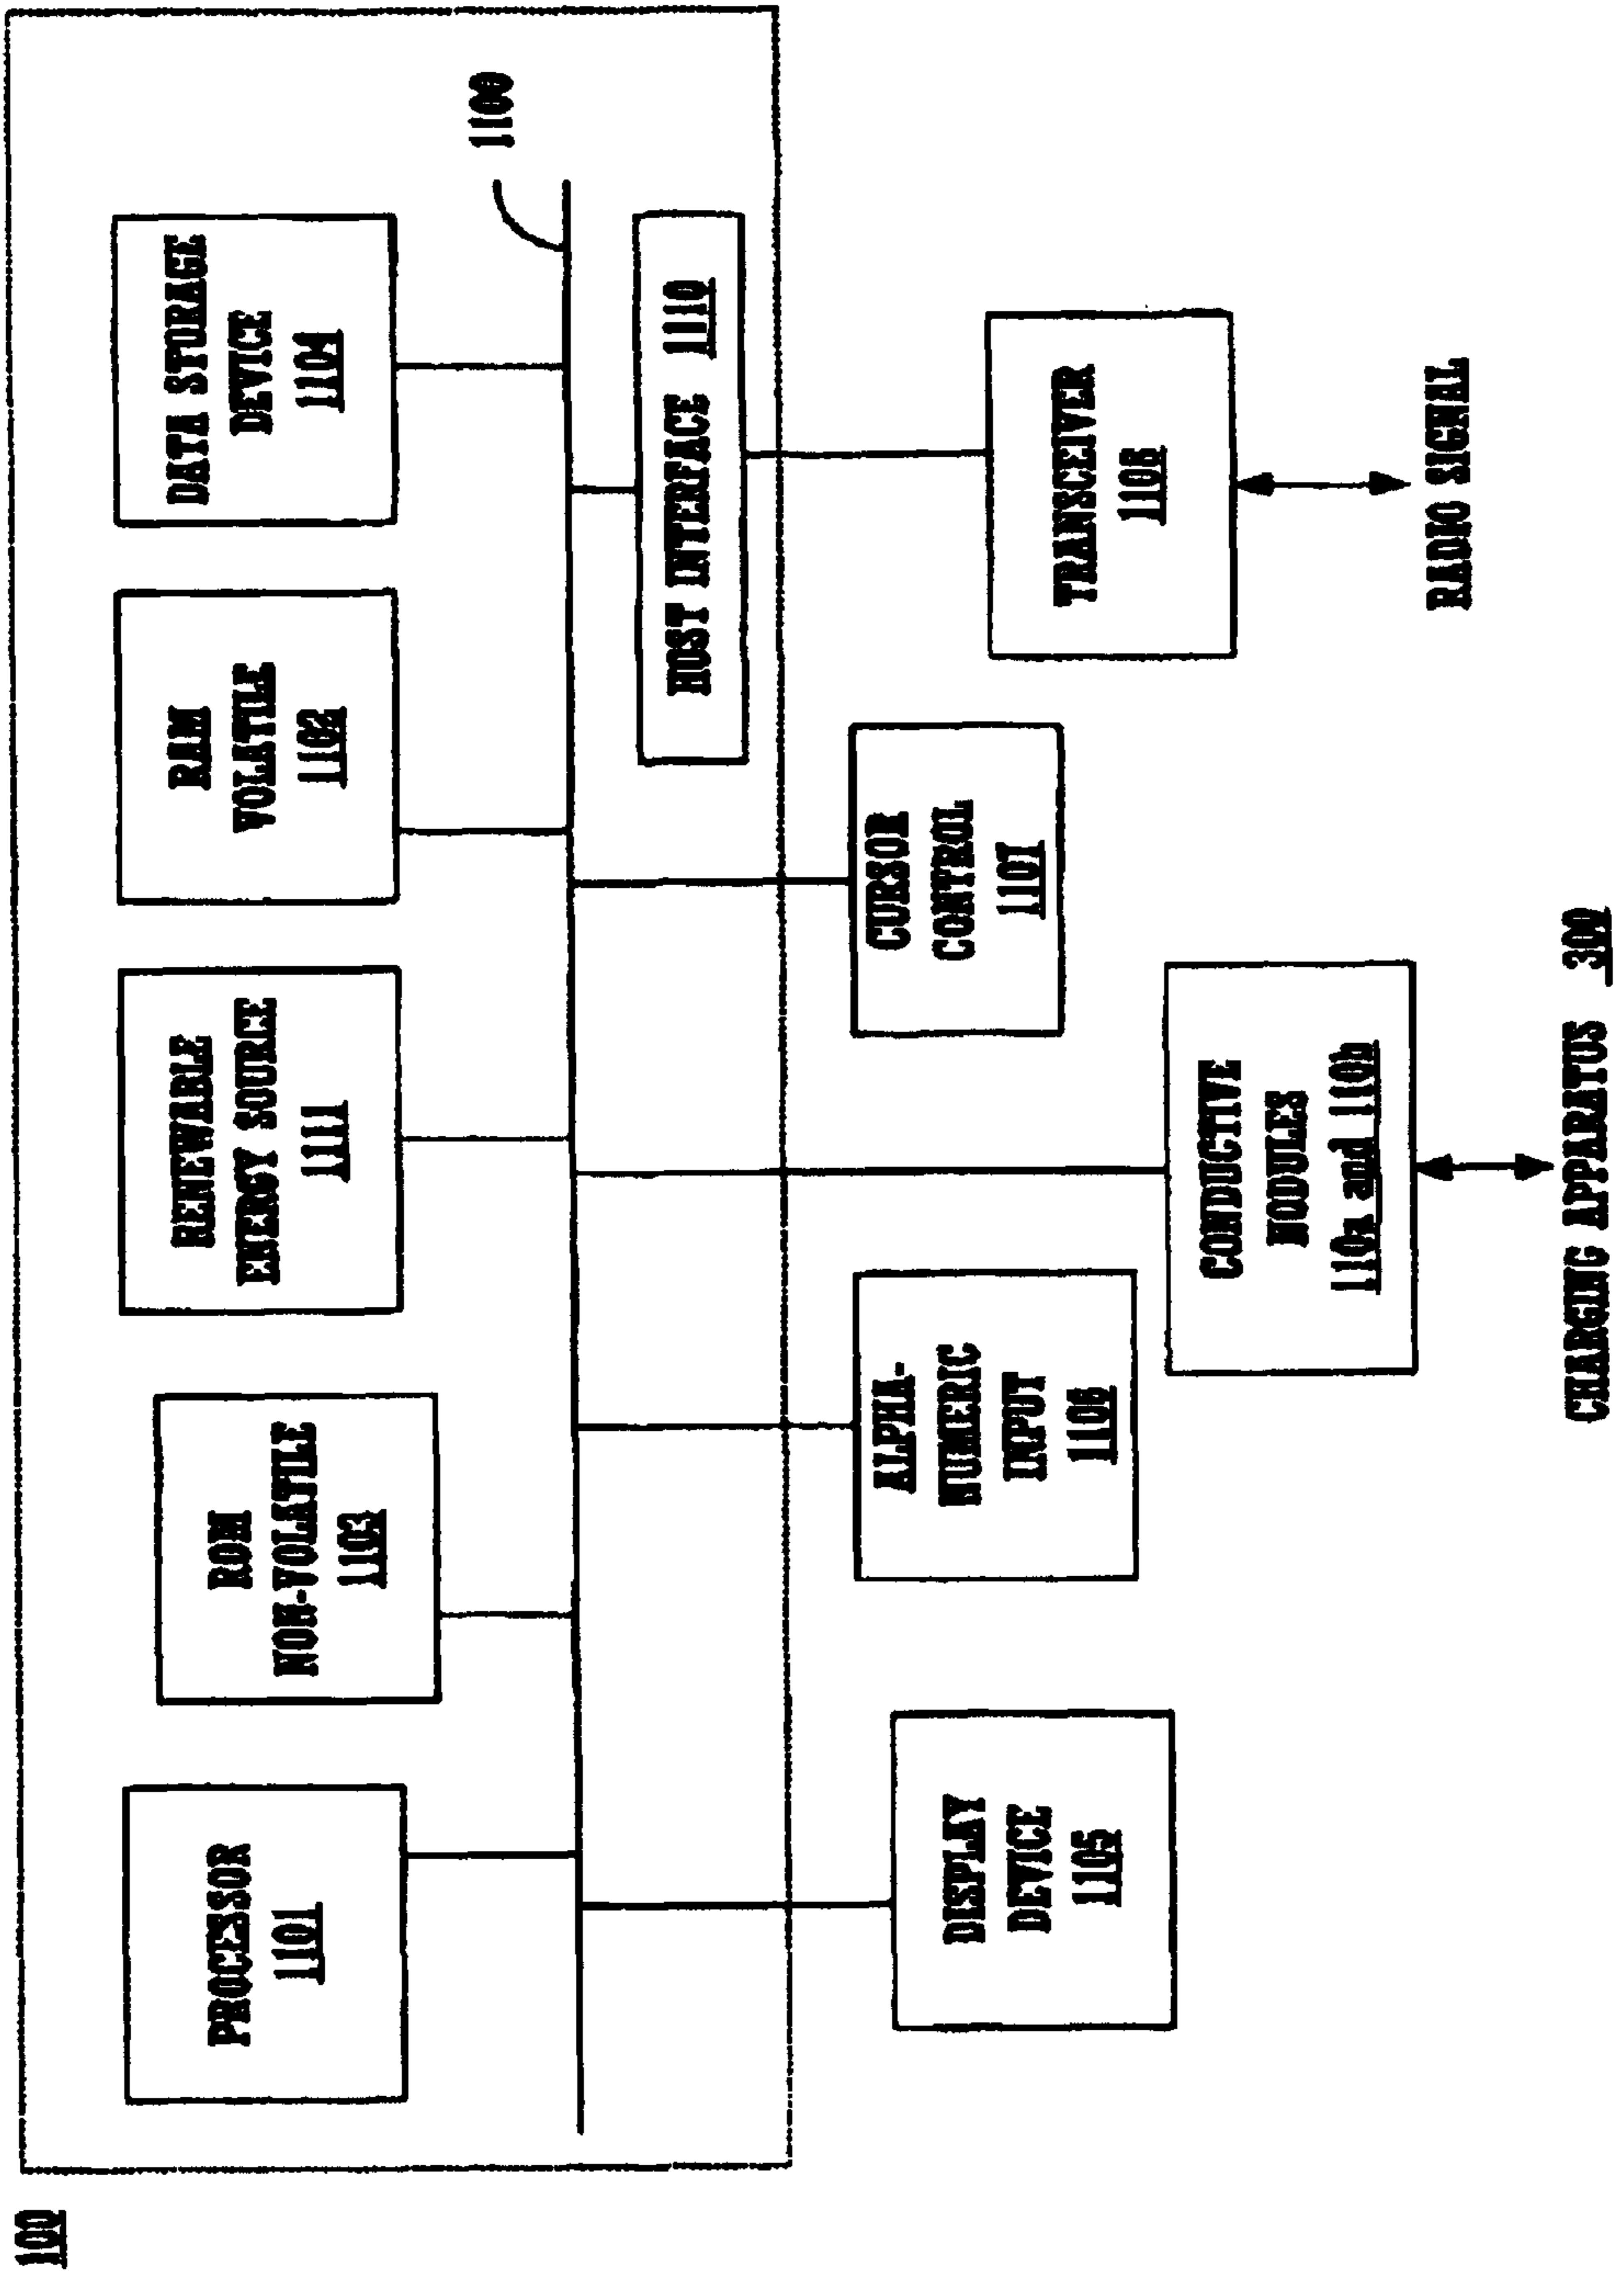 100
PROCESSOR
1101
ROM
NON-VOLATILE
1103
RENEWABLE
ENERGY SOURCE
1111
RAM
VOLATILE
1102
DATA STORAGE
DEVICE
1104
1100
HOST INTERFACE 1110
DISPLAY
DEVICE
1105
ALPHA-
NUMERIC
INPUT
1106
CONDUCTIVE
NODULES
110a and 110b
CURSOR
CONTROL
1107
TRANSCEIVER
1108
CHARGING APPARATUS 300
RADIO SIGNAL